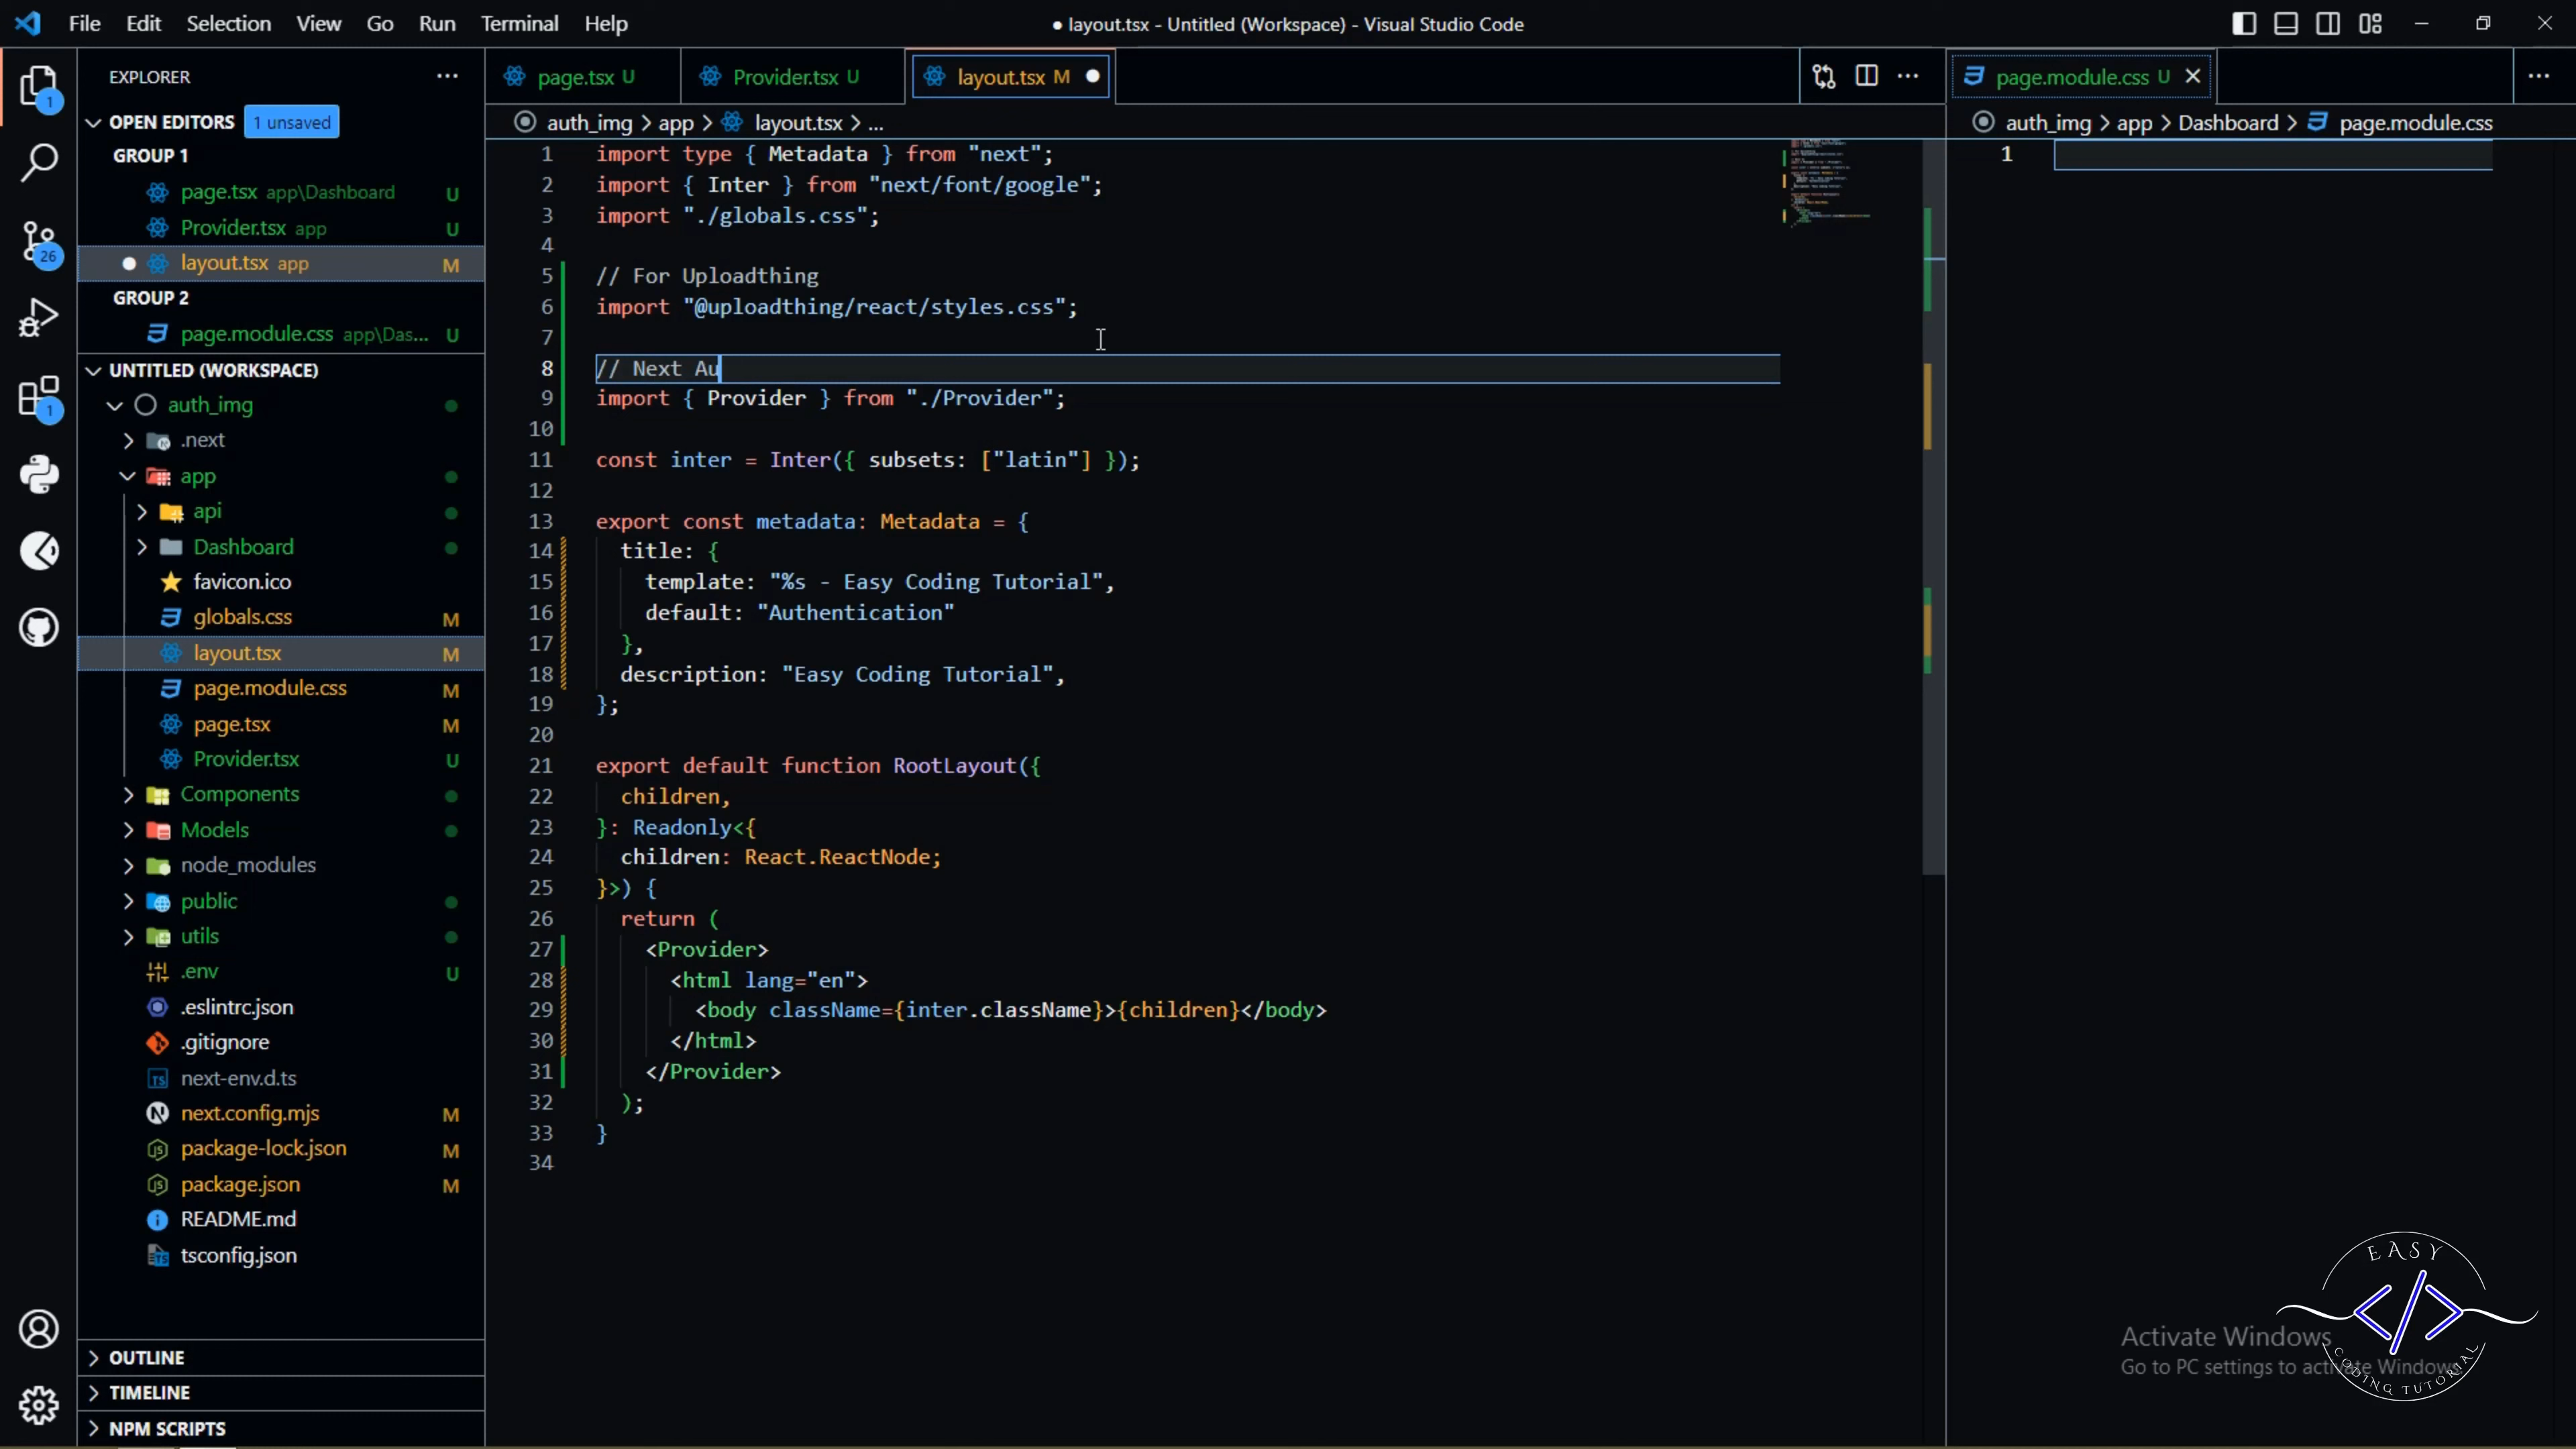 File Edit Selection View Go Run Terminal Help
● layout.tsx - Untitled (Workspace) - Visual Studio Code
EXPLORER
OPEN EDITORS 1 unsaved
GROUP 1
page.tsx app\Dashboard U
Provider.tsx app U
layout.tsx app M
GROUP 2
page.module.css app\Das... U
UNTITLED (WORKSPACE)
auth_img
.next
app
api
Dashboard
favicon.ico
globals.css M
layout.tsx M
page.module.css M
page.tsx M
Provider.tsx U
Components
Models
node_modules
public
utils
.env U
.eslintrc.json
.gitignore
next-env.d.ts
next.config.mjs M
package-lock.json M
package.json M
README.md
tsconfig.json
OUTLINE
TIMELINE
NPM SCRIPTS
1
26
1
page.tsx U
Provider.tsx U
layout.tsx M
auth_img > app > layout.tsx > ...
1 import type { Metadata } from "next";
2 import { Inter } from "next/font/google";
3 import "./globals.css";
4
5 // For Uploadthing
6 import "@uploadthing/react/styles.css";
7
8 // Next Au
9 import { Provider } from "./Provider";
10
11 const inter = Inter({ subsets: ["latin"] });
12
13 export const metadata: Metadata = {
14 title: {
15 template: "%s - Easy Coding Tutorial",
16 default: "Authentication"
17 },
18 description: "Easy Coding Tutorial",
19 };
20
21 export default function RootLayout({
22 children,
23 }: Readonly<{
24 children: React.ReactNode;
25 }>) {
26 return (
27 <Provider>
28 <html lang="en">
29 <body className={inter.className}>{children}</body>
30 </html>
31 </Provider>
32 );
33 }
34
page.module.css U
auth_img > app > Dashboard > page.module.css
1
Activate Windows
Go to PC settings to activate Windows.
EASY
</>
CODING TUTORIAL